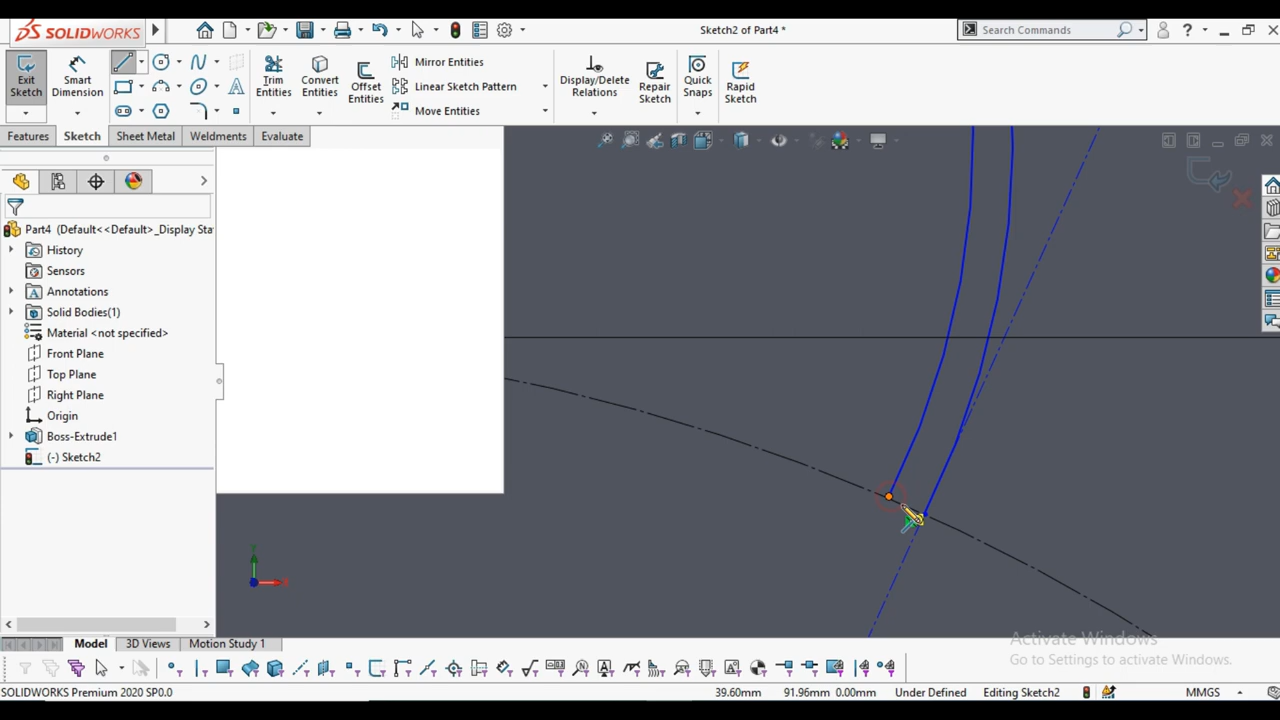 SOLIDWORKS
Sketch2 of Part4 *
Search Commands
Exit Sketch
Smart Dimension
Trim Entities
Convert Entities
Offset Entities
Mirror Entities
Linear Sketch Pattern
Move Entities
Display/Delete Relations
Repair Sketch
Quick Snaps
Rapid Sketch
Features
Sketch
Sheet Metal
Weldments
Evaluate
Part4 (Default<<Default>_Display Sta
History
Sensors
Annotations
Solid Bodies(1)
Material <not specified>
Front Plane
Top Plane
Right Plane
Origin
Boss-Extrude1
(-) Sketch2
Y
X
Model
3D Views
Motion Study 1
Activate Windows
Go to Settings to activate Windows.
SOLIDWORKS Premium 2020 SP0.0
39.60mm
91.96mm 0.00mm
Under Defined
Editing Sketch2
MMGS